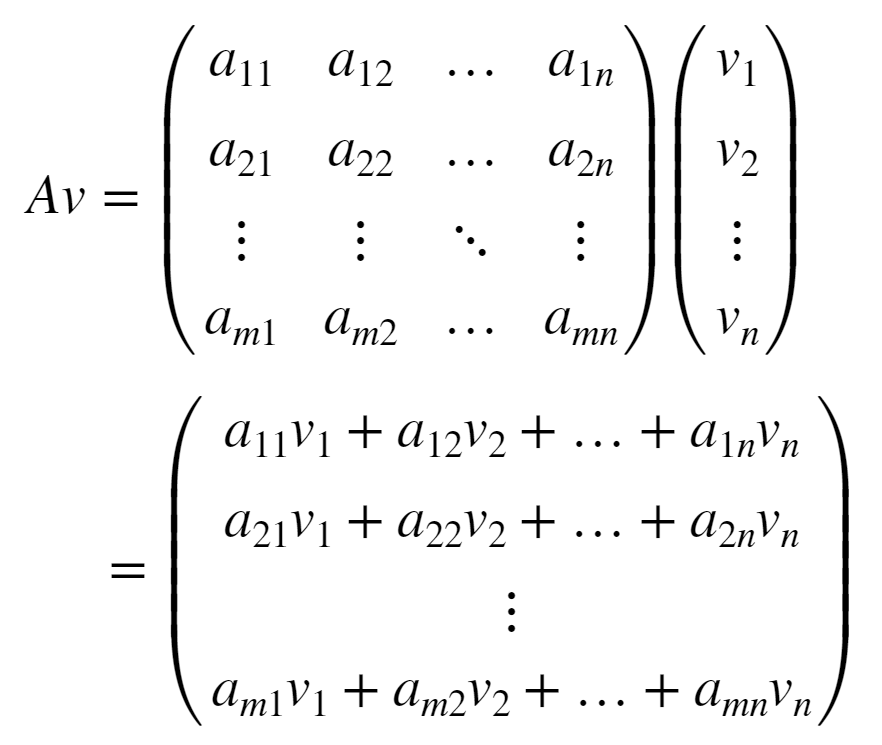 Av = ( a₁₁ a₁₂ … a₁ₙ ) ( v₁ )
( a₂₁ a₂₂ … a₂ₙ ) ( v₂ )
( ⋮ ⋮ ⋱ ⋮ ) ( ⋮ )
( aₘ₁ aₘ₂ … aₘₙ ) ( vₙ )
= ( a₁₁v₁ + a₁₂v₂ + … + a₁ₙvₙ )
( a₂₁v₁ + a₂₂v₂ + … + a₂ₙvₙ )
( ⋮ )
( aₘ₁v₁ + aₘ₂v₂ + … + aₘₙvₙ )